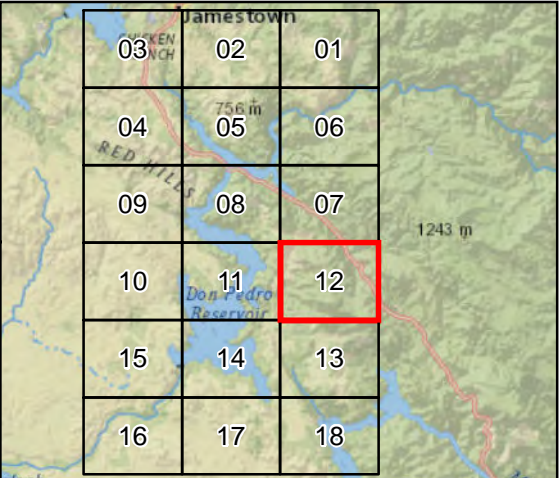 Jamestown
03 02 01
756 m
04 05 06
RED HILLS
09 08 07
1243 m
10 11 12
Don Pedro
Reservoir
15 14 13
16 17 18